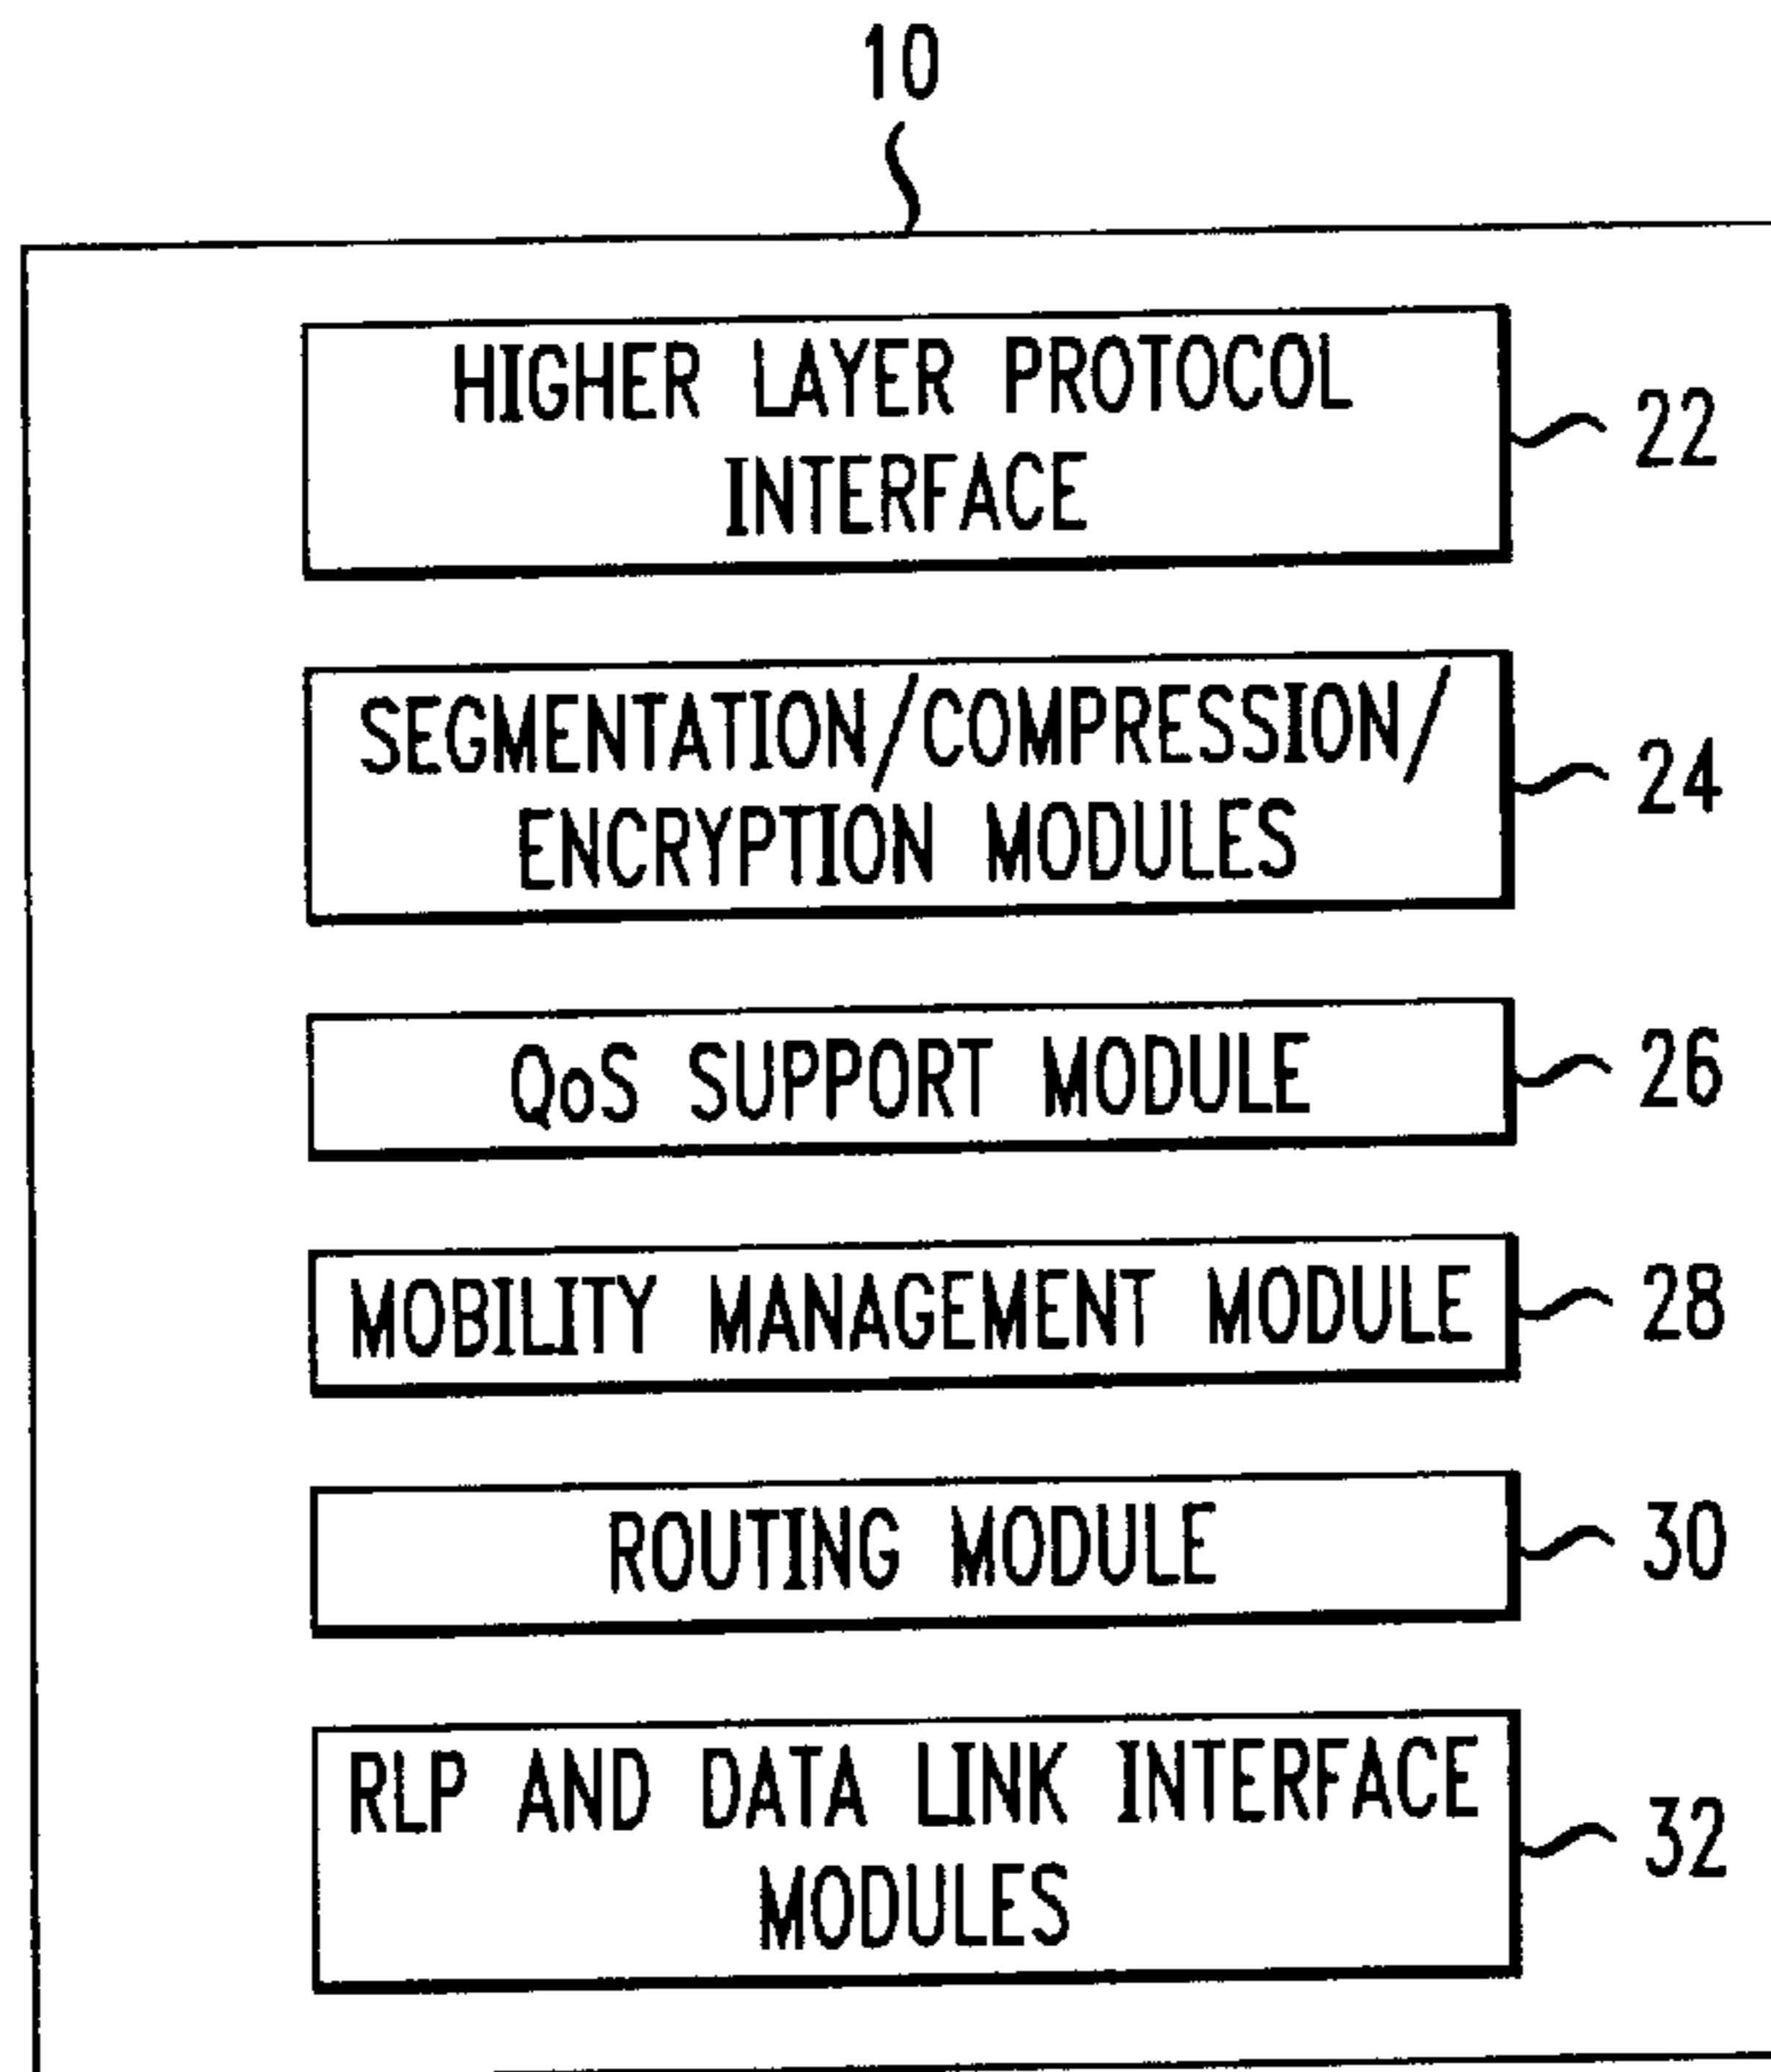 10
HIGHER LAYER PROTOCOL
INTERFACE
22
SEGMENTATION/COMPRESSION/
ENCRYPTION MODULES
24
QoS SUPPORT MODULE
26
MOBILITY MANAGEMENT MODULE
28
ROUTING MODULE
30
RLP AND DATA LINK INTERFACE
MODULES
32